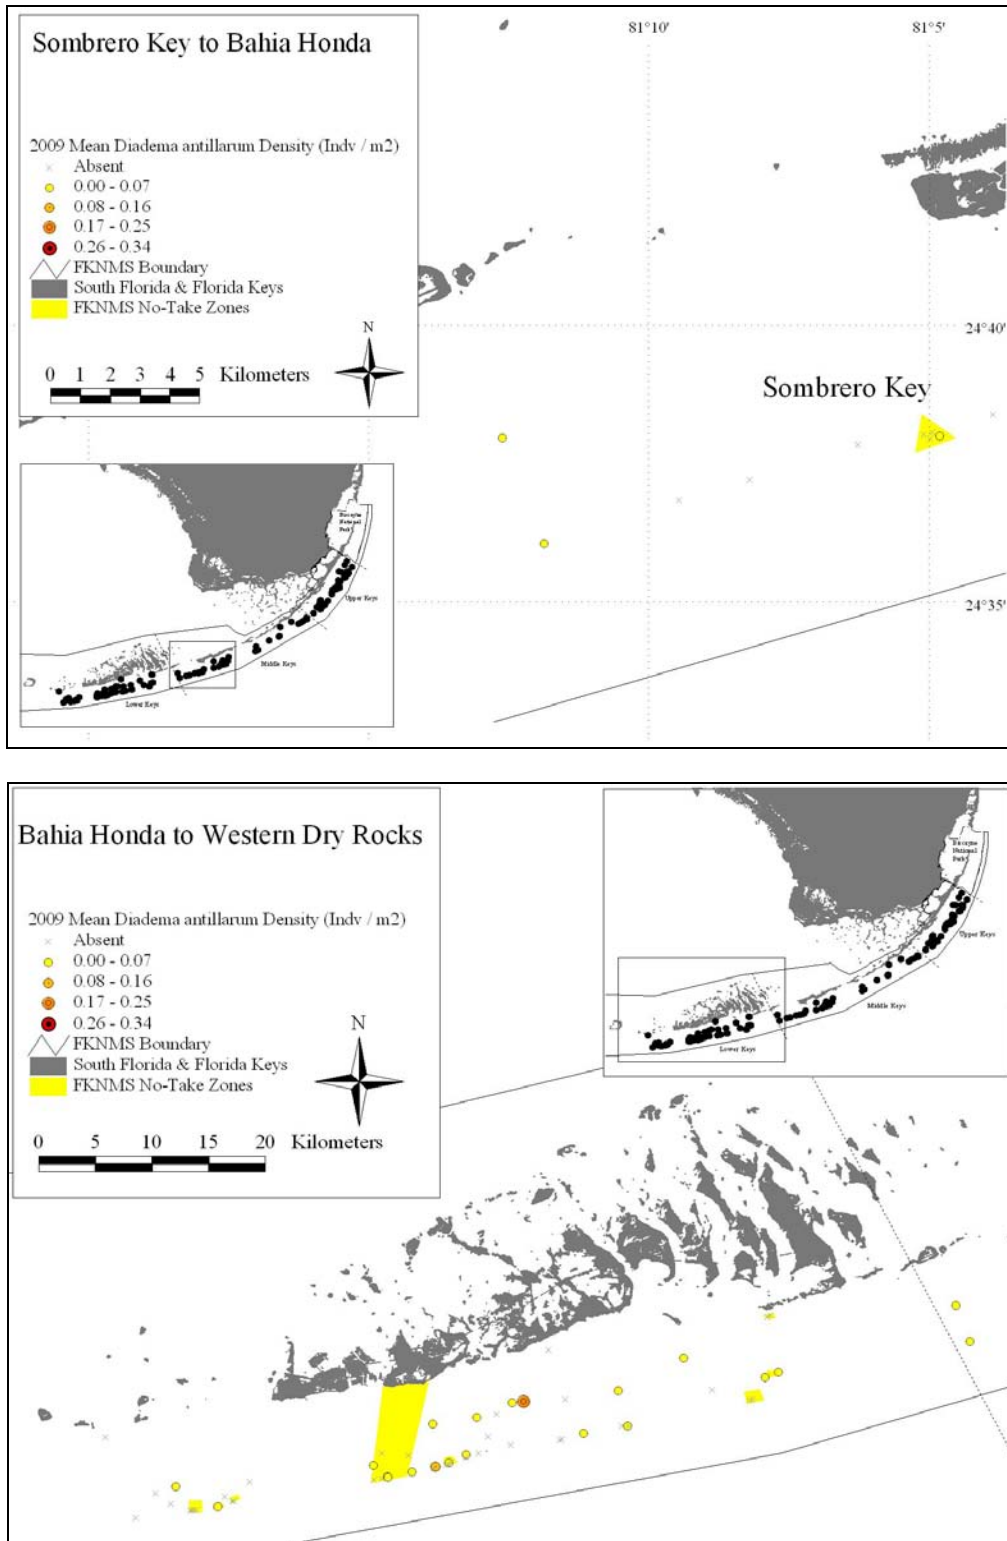 Sombrero Key to Bahia Honda
2009 Mean Diadema antillarum Density (Indv / m2)
Absent
0.00 - 0.07
0.08 - 0.16
0.17 - 0.25
0.26 - 0.34
FKNMS Boundary
South Florida & Florida Keys
FKNMS No-Take Zones
N
0 1 2 3 4 5 Kilometers
81°10'
81°5'
24°40'
Sombrero Key
24°35'
Biscayne
National
Park
Upper Keys
Middle Keys
Lower Keys
Bahia Honda to Western Dry Rocks
2009 Mean Diadema antillarum Density (Indv / m2)
Absent
0.00 - 0.07
0.08 - 0.16
0.17 - 0.25
0.26 - 0.34
FKNMS Boundary
South Florida & Florida Keys
FKNMS No-Take Zones
N
0 5 10 15 20 Kilometers
Biscayne
National
Park
Upper Keys
Middle Keys
Lower Keys